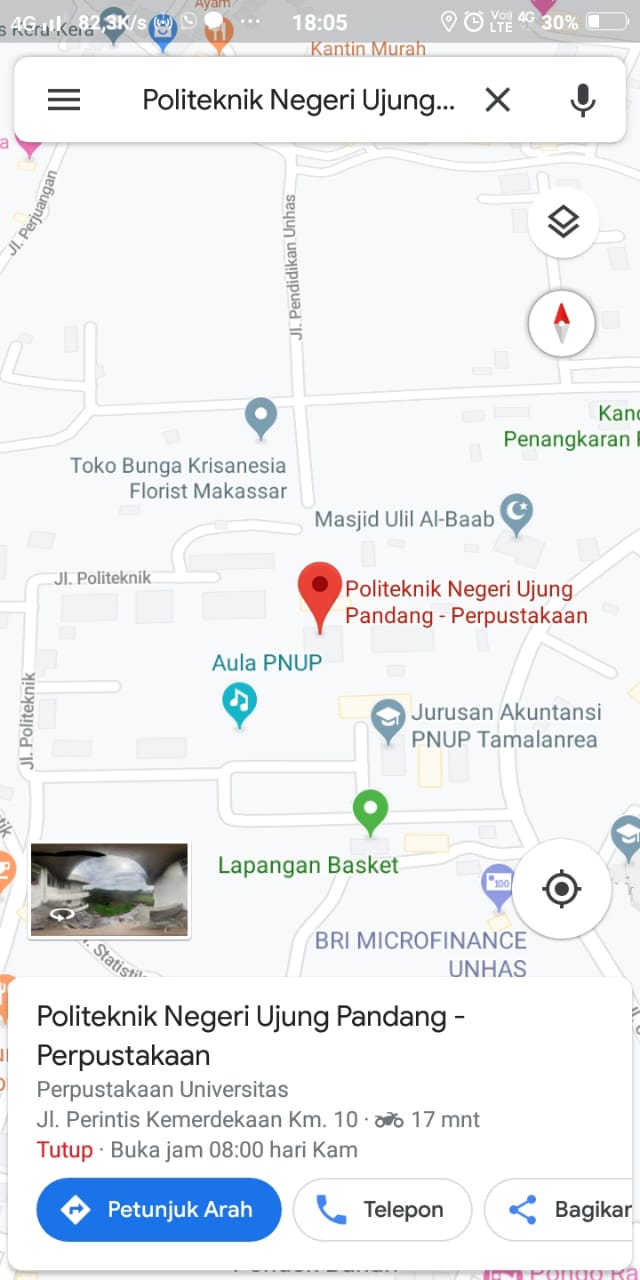 4G 82,3K/s ··· 18:05 Vo) LTE 4G 30%
Ayam
Kantin Murah
Politeknik Negeri Ujung...
Jl. Perjuangan
Jl. Pendidikan Unhas
Toko Bunga Krisanesia
Florist Makassar
Penangkaran
Masjid Ulil Al-Baab
Jl. Politeknik
Politeknik Negeri Ujung
Pandang - Perpustakaan
Aula PNUP
Jl. Politeknik
Jurusan Akuntansi
PNUP Tamalanrea
Lapangan Basket
100
BRI MICROFINANCE
UNHAS
Politeknik Negeri Ujung Pandang -
Perpustakaan
Perpustakaan Universitas
Jl. Perintis Kemerdekaan Km. 10 · 17 mnt
Tutup · Buka jam 08:00 hari Kam
Petunjuk Arah
Telepon
Bagikan